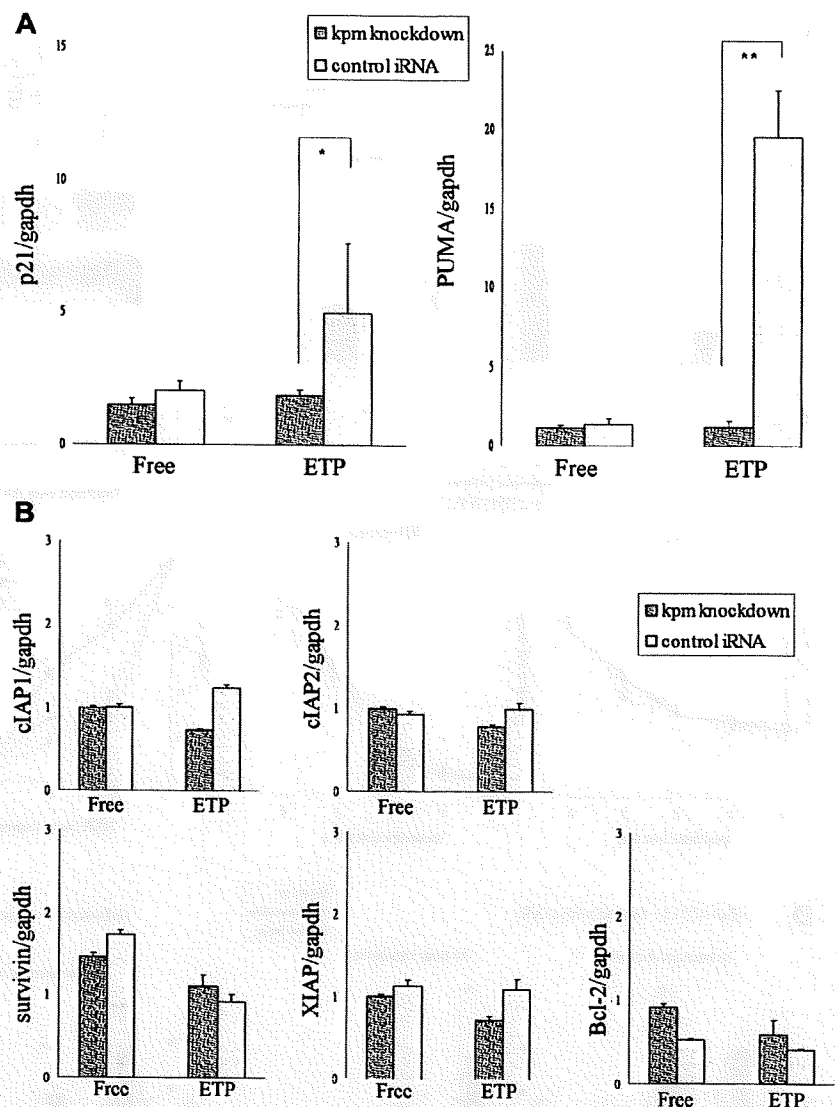 A
kpm knockdown
control iRNA
15
10
5
0
p21/gapdh
*
Free
ETP
25
20
15
10
5
0
PUMA/gapdh
**
Free
ETP
B
3
2
1
0
cIAP1/gapdh
Free
ETP
3
2
1
0
cIAP2/gapdh
Free
ETP
kpm knockdown
control iRNA
3
2
1
0
survivin/gapdh
Free
ETP
3
2
1
0
XIAP/gapdh
Free
ETP
3
2
1
0
Bcl-2/gapdh
Free
ETP